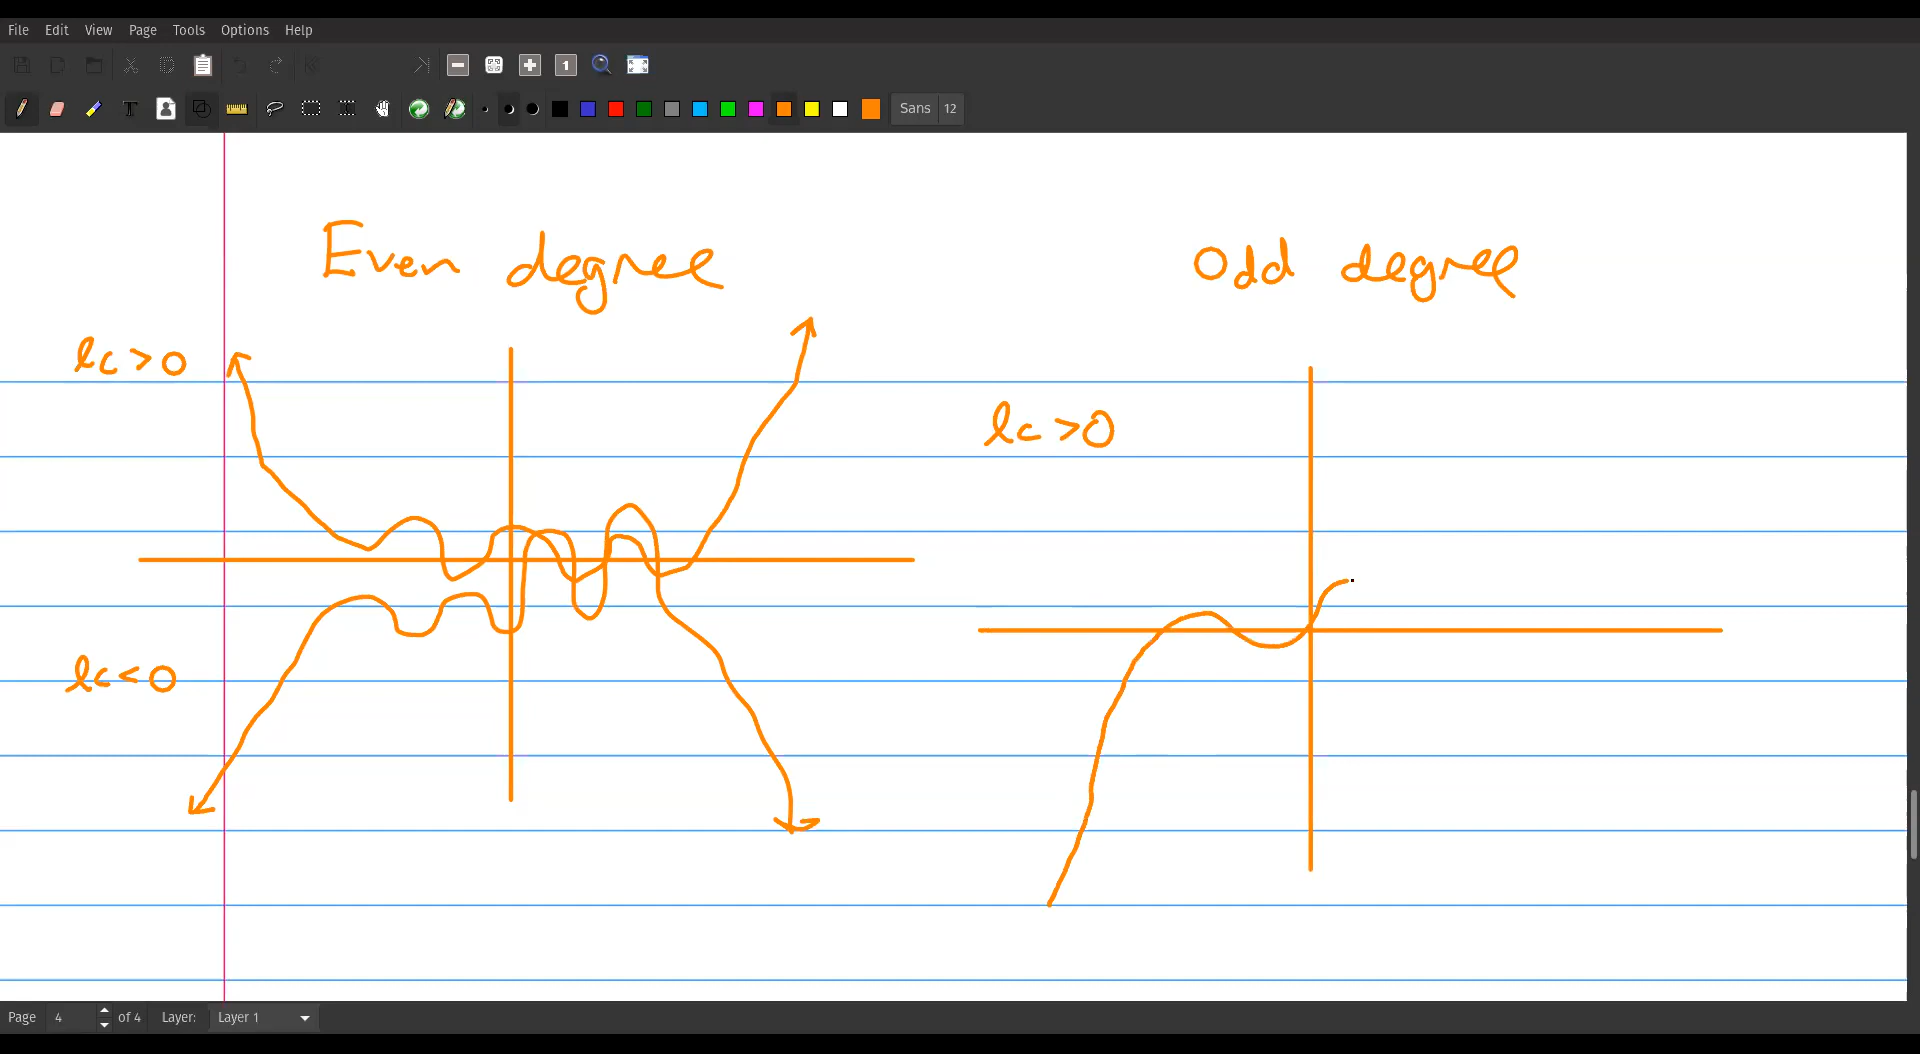 File Edit View Page Tools Options Help
Sans 12
Even degree
Odd degree
lc > 0
lc > 0
lc < 0
Page 4 of 4 Layer: Layer 1